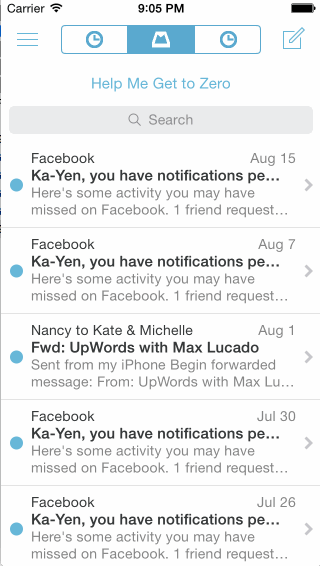 Carrier 9:05 PM
Help Me Get to Zero
Search
Facebook Aug 15
Ka-Yen, you have notifications pe...
Here's some activity you may have
missed on Facebook. 1 friend request...
Facebook Aug 7
Ka-Yen, you have notifications pe...
Here's some activity you may have
missed on Facebook. 1 friend request...
Nancy to Kate & Michelle Aug 1
Fwd: UpWords with Max Lucado
Sent from my iPhone Begin forwarded
message: From: UpWords with Max Lu...
Facebook Jul 30
Ka-Yen, you have notifications pe...
Here's some activity you may have
missed on Facebook. 1 friend request...
Facebook Jul 26
Ka-Yen, you have notifications pe...
Here's some activity you may have
missed on Facebook. 1 friend request...